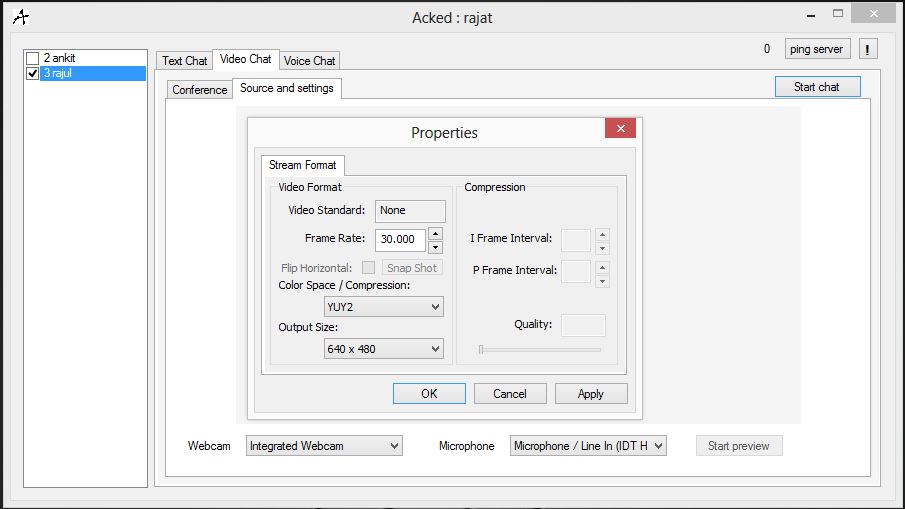 Acked : rajat
2 ankit
3 rajul
Text Chat
Video Chat
Voice Chat
0
ping server
!
Conference
Source and settings
Start chat
Properties
Stream Format
Video Format
Video Standard: None
Frame Rate: 30.000
Flip Horizontal: Snap Shot
Color Space / Compression:
YUY2
Output Size:
640 x 480
Compression
I Frame Interval:
P Frame Interval:
Quality:
OK
Cancel
Apply
Webcam
Integrated Webcam
Microphone
Microphone / Line In (IDT H
Start preview